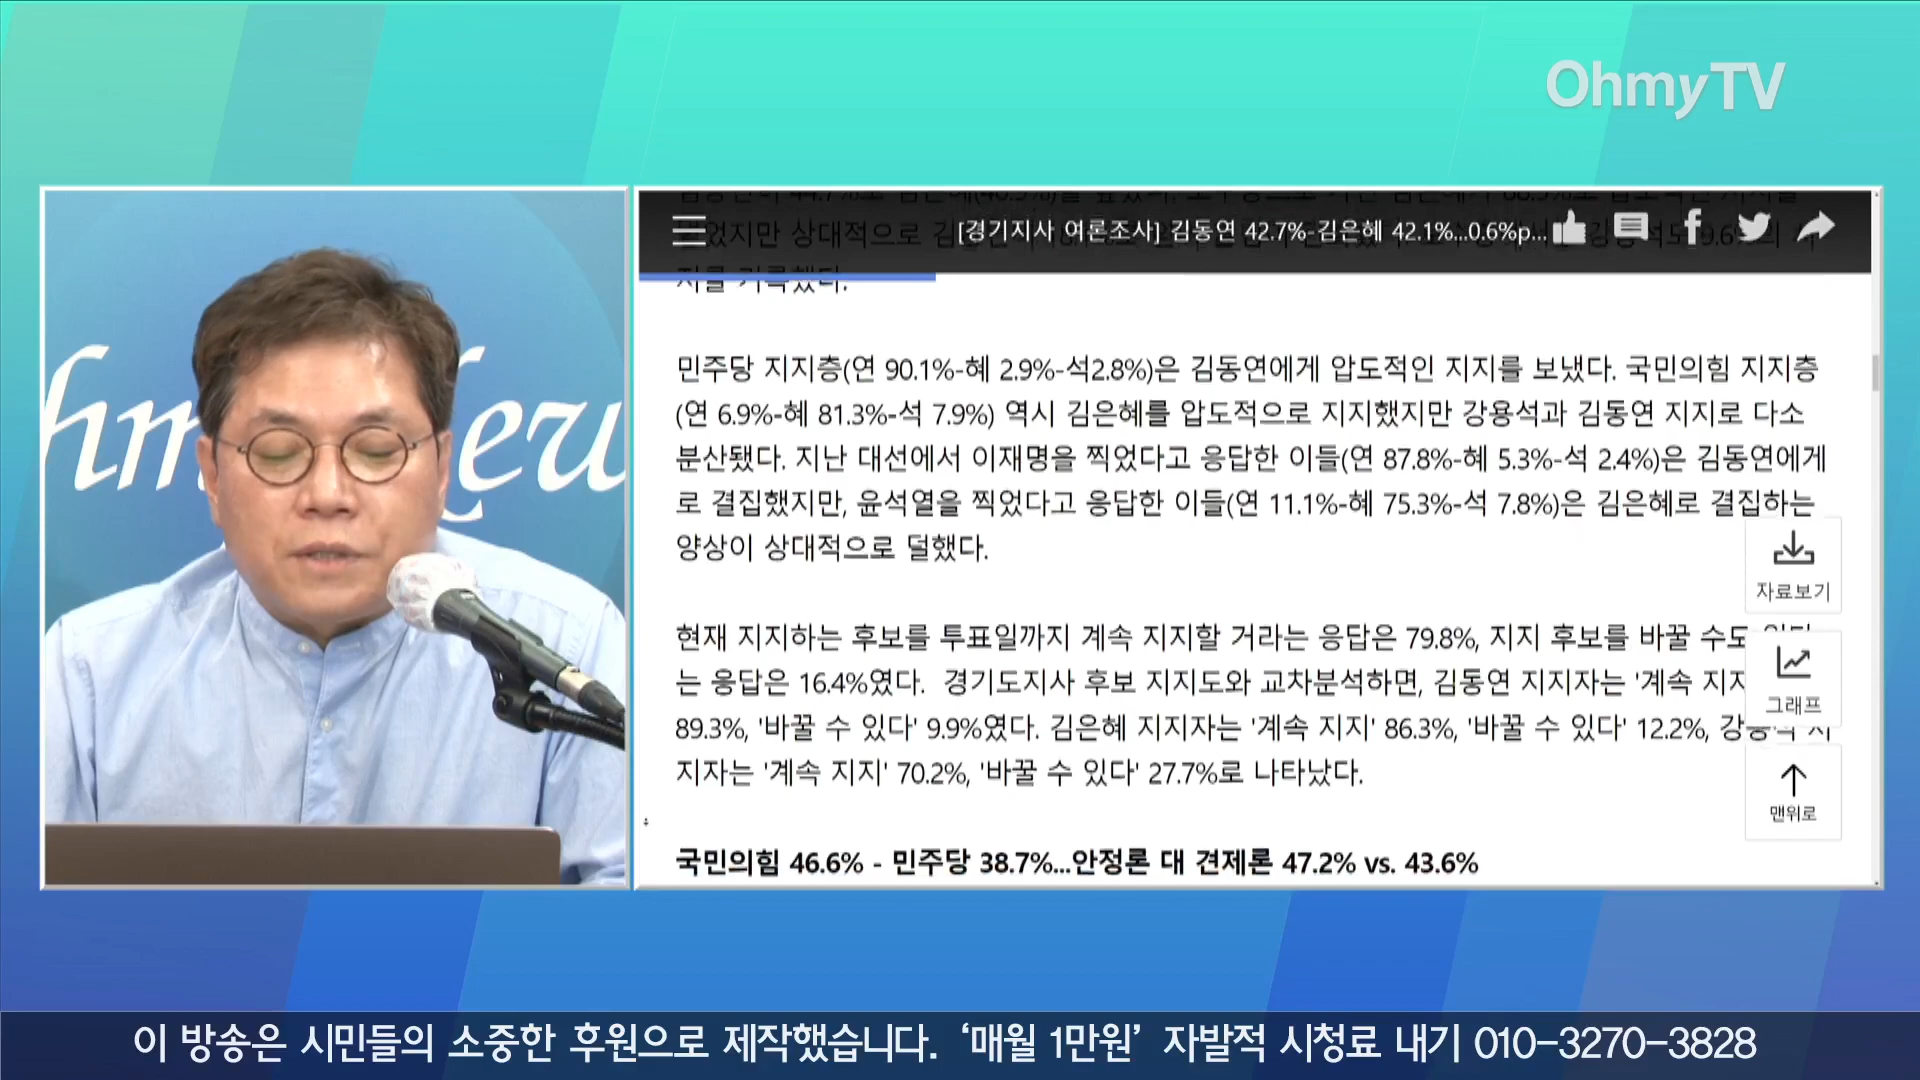 OhmyTV
[경기지사 여론조사] 김동연 42.7%-김은혜 42.1%...0.6%p...
지를 기록했다.
민주당 지지층(연 90.1%-혜 2.9%-석2.8%)은 김동연에게 압도적인 지지를 보냈다. 국민의힘 지지층
(연 6.9%-혜 81.3%-석 7.9%) 역시 김은혜를 압도적으로 지지했지만 강용석과 김동연 지지로 다소
분산됐다. 지난 대선에서 이재명을 찍었다고 응답한 이들(연 87.8%-혜 5.3%-석 2.4%)은 김동연에게
로 결집했지만, 윤석열을 찍었다고 응답한 이들(연 11.1%-혜 75.3%-석 7.8%)은 김은혜로 결집하는
양상이 상대적으로 덜했다.
현재 지지하는 후보를 투표일까지 계속 지지할 거라는 응답은 79.8%, 지지 후보를 바꿀 수도
는 응답은 16.4%였다. 경기도지사 후보 지지도와 교차분석하면, 김동연 지지자는 '계속 지지
89.3%, '바꿀 수 있다' 9.9%였다. 김은혜 지지자는 '계속 지지' 86.3%, '바꿀 수 있다' 12.2%, 강용석 지
지자는 '계속 지지' 70.2%, '바꿀 수 있다' 27.7%로 나타났다.
국민의힘 46.6% - 민주당 38.7%...안정론 대 견제론 47.2% vs. 43.6%
자료보기
그래프
맨위로
이 방송은 시민들의 소중한 후원으로 제작했습니다. ‘매월 1만원’ 자발적 시청료 내기 010-3270-3828